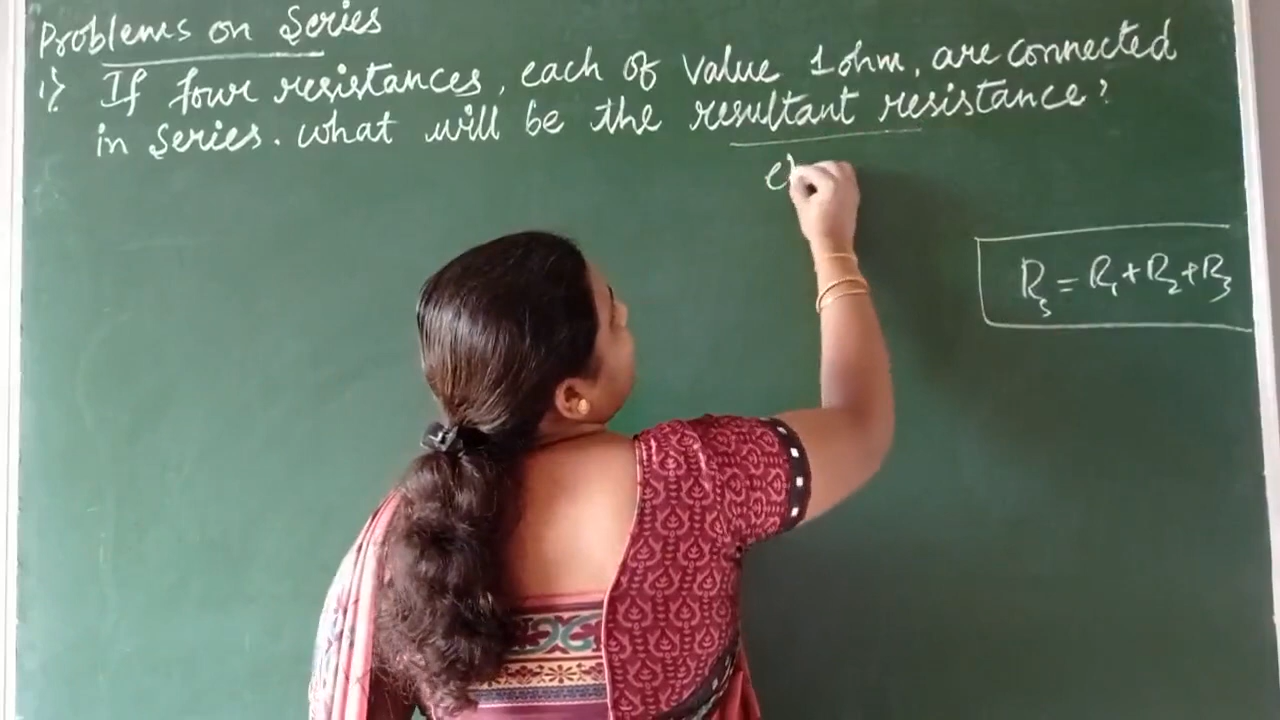 Problems on Series
1) If four resistances, each of value 1 ohm, are connected
in series. what will be the resultant resistance?
Rs = R1 + R2 + R3